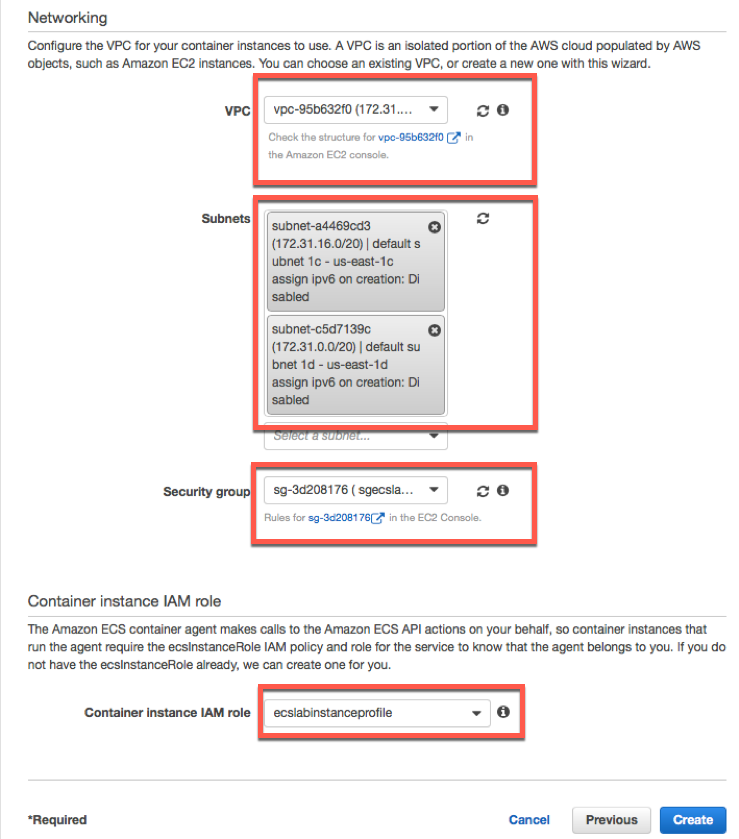 Networking
Configure the VPC for your container instances to use. A VPC is an isolated portion of the AWS cloud populated by AWS
objects, such as Amazon EC2 instances. You can choose an existing VPC, or create a new one with this wizard.
VPC
vpc-95b632f0 (172.31....
Check the structure for vpc-95b632f0 in
the Amazon EC2 console.
Subnets
subnet-a4469cd3
(172.31.16.0/20) | default s
ubnet 1c - us-east-1c
assign ipv6 on creation: Di
sabled
subnet-c5d7139c
(172.31.0.0/20) | default su
bnet 1d - us-east-1d
assign ipv6 on creation: Di
sabled
Select a subnet...
Security group
sg-3d208176 ( sgecsla...
Rules for sg-3d208176 in the EC2 Console.
Container instance IAM role
The Amazon ECS container agent makes calls to the Amazon ECS API actions on your behalf, so container instances that
run the agent require the ecsInstanceRole IAM policy and role for the service to know that the agent belongs to you. If you do
not have the ecsInstanceRole already, we can create one for you.
Container instance IAM role
ecslabinstanceprofile
*Required
Cancel
Previous
Create